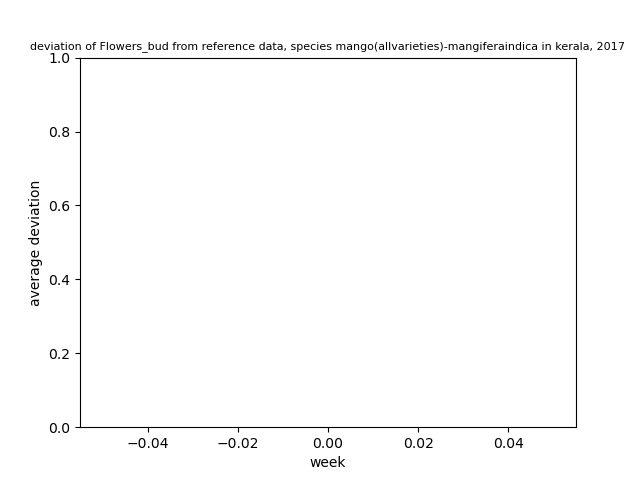 deviation of Flowers_bud from reference data, species mango(allvarieties)-mangiferaindica in kerala, 2017
1.0
0.8
0.6
0.4
0.2
0.0
average deviation
−0.04 −0.02 0.00 0.02 0.04
week